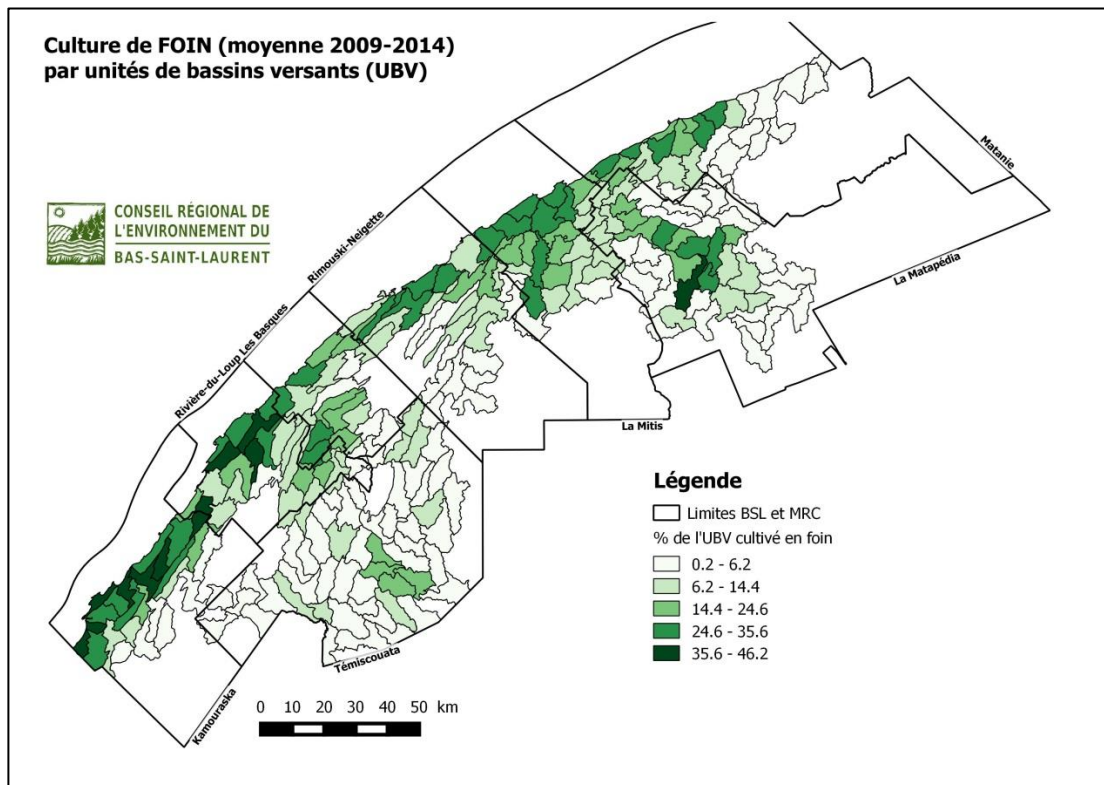 Culture de FOIN (moyenne 2009-2014)
par unités de bassins versants (UBV)
CONSEIL RÉGIONAL DE
L'ENVIRONNEMENT DU
BAS-SAINT-LAURENT
Matanie
La Matapédia
Rimouski-Neigette
Les Basques
Rivière-du-Loup
La Mitis
Témiscouata
Kamouraska
Légende
Limites BSL et MRC
% de l'UBV cultivé en foin
0.2 - 6.2
6.2 - 14.4
14.4 - 24.6
24.6 - 35.6
35.6 - 46.2
0 10 20 30 40 50 km